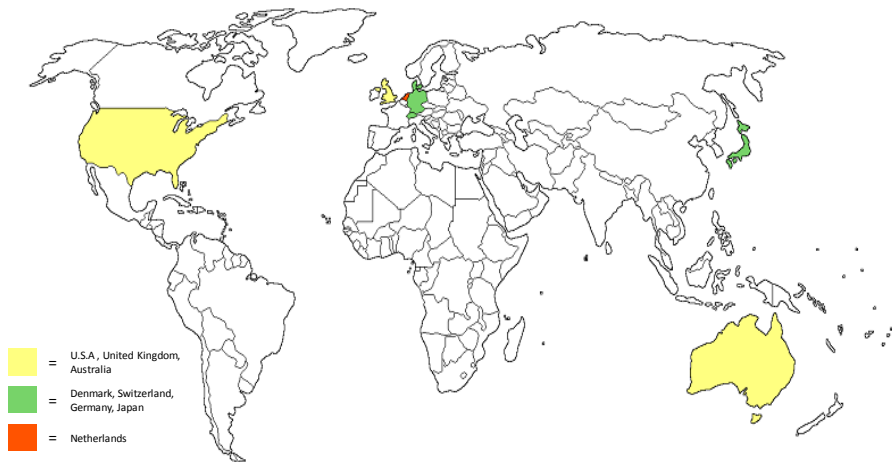 = U.S.A , United Kingdom,
Australia
= Denmark, Switzerland,
Germany, Japan
= Netherlands